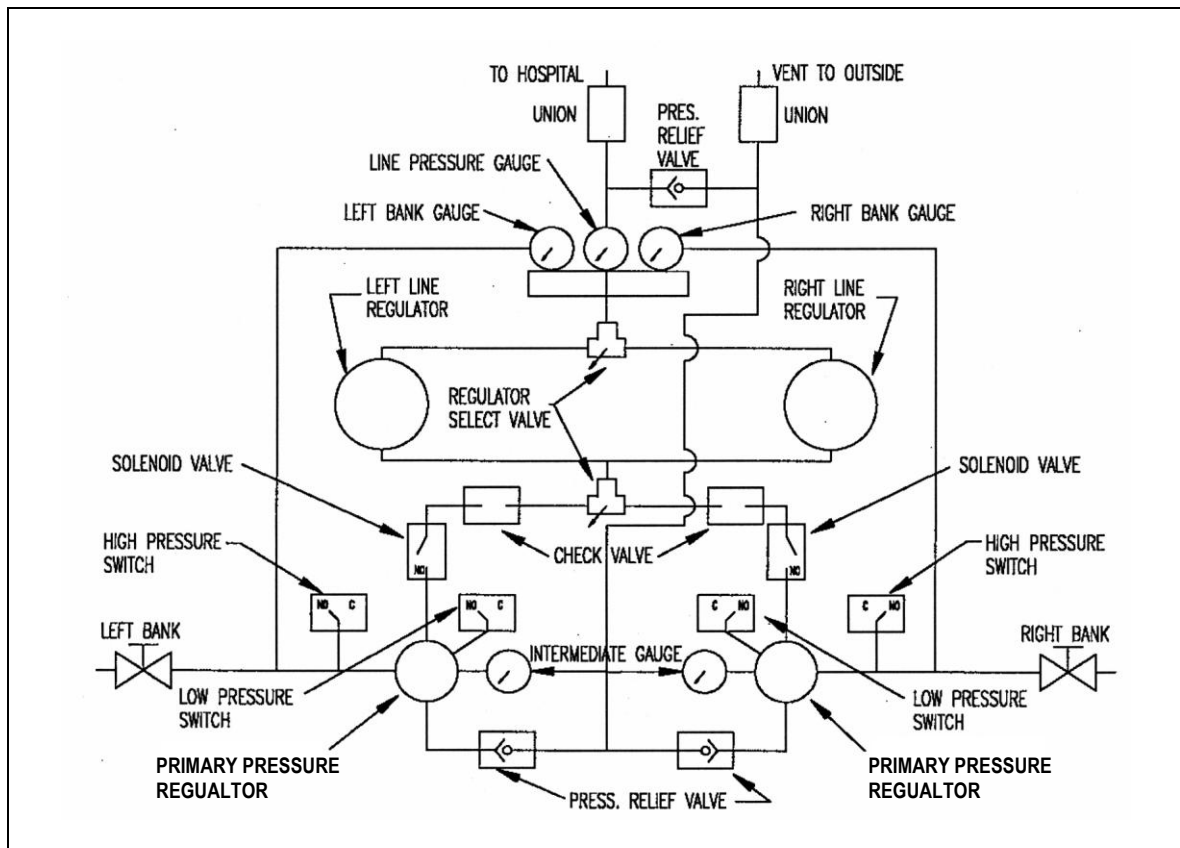 TO HOSPITAL
VENT TO OUTSIDE
UNION
PRES.
RELIEF
VALVE
UNION
LINE PRESSURE GAUGE
LEFT BANK GAUGE
RIGHT BANK GAUGE
LEFT LINE
REGULATOR
RIGHT LINE
REGULATOR
REGULATOR
SELECT VALVE
SOLENOID VALVE
SOLENOID VALVE
NO
NO
CHECK VALVE
HIGH PRESSURE
SWITCH
HIGH PRESSURE
SWITCH
NO C
NO C
C NO
C NO
LEFT BANK
INTERMEDIATE GAUGE
RIGHT BANK
LOW PRESSURE
SWITCH
LOW PRESSURE
SWITCH
PRIMARY PRESSURE
REGUALTOR
PRESS. RELIEF VALVE
PRIMARY PRESSURE
REGUALTOR